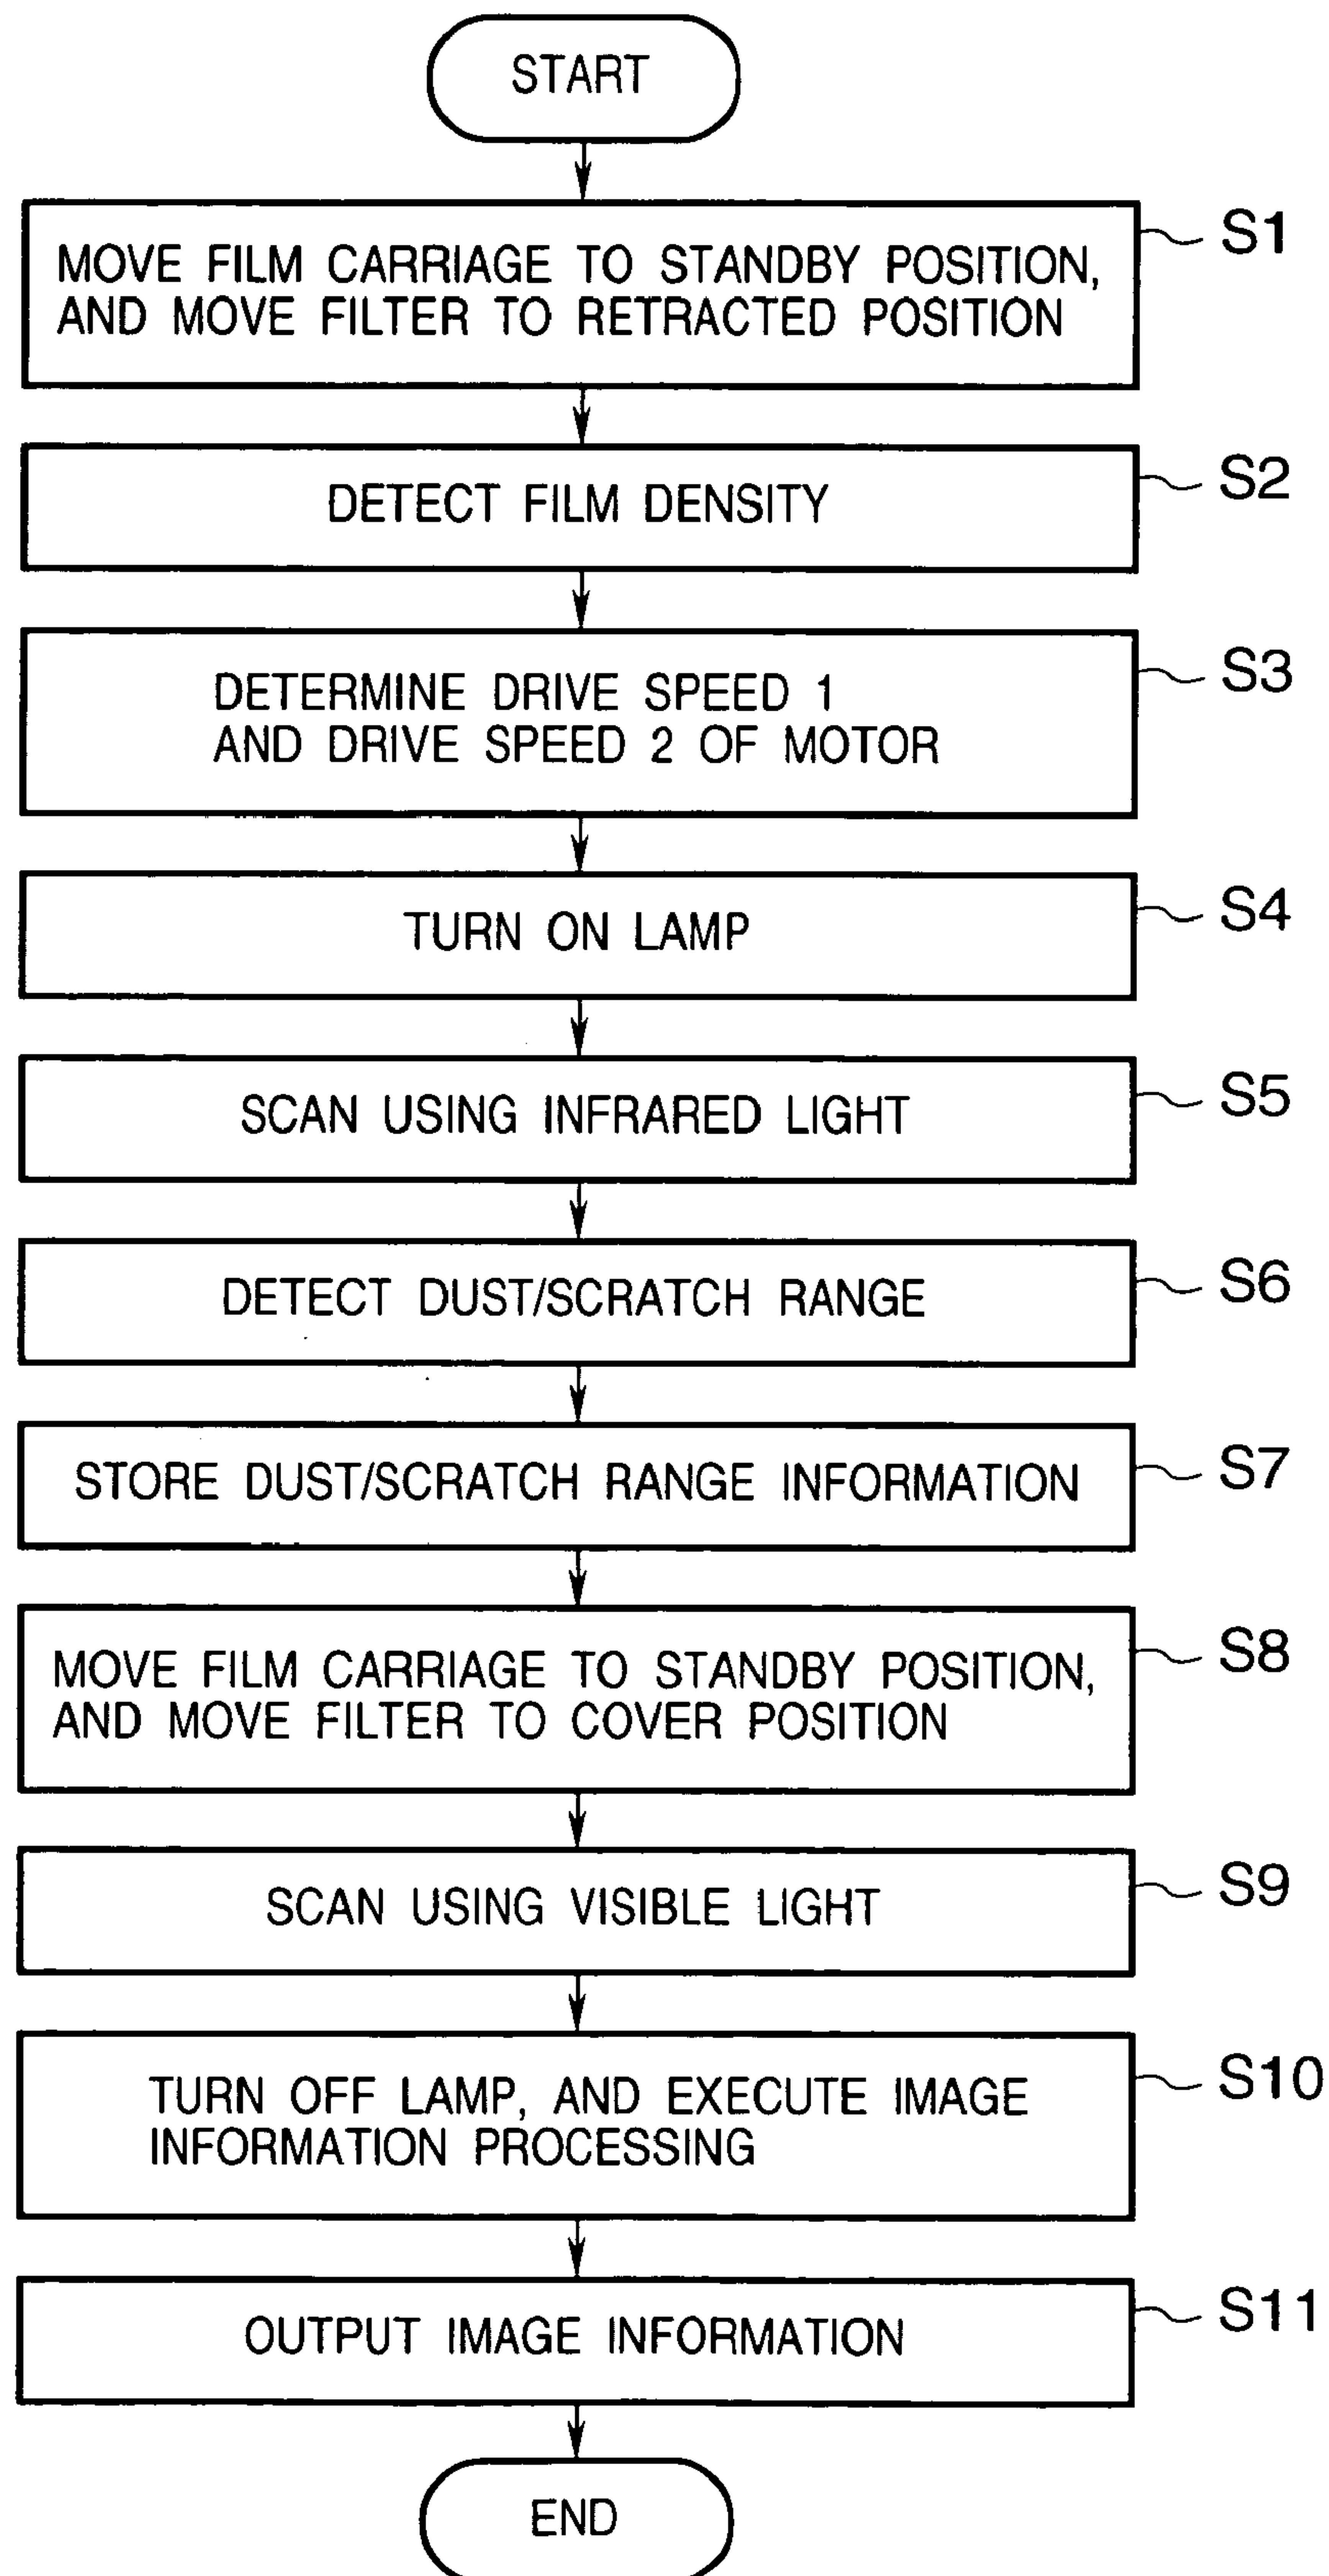 START
MOVE FILM CARRIAGE TO STANDBY POSITION,
AND MOVE FILTER TO RETRACTED POSITION
S1
DETECT FILM DENSITY
S2
DETERMINE DRIVE SPEED 1
AND DRIVE SPEED 2 OF MOTOR
S3
TURN ON LAMP
S4
SCAN USING INFRARED LIGHT
S5
DETECT DUST/SCRATCH RANGE
S6
STORE DUST/SCRATCH RANGE INFORMATION
S7
MOVE FILM CARRIAGE TO STANDBY POSITION,
AND MOVE FILTER TO COVER POSITION
S8
SCAN USING VISIBLE LIGHT
S9
TURN OFF LAMP, AND EXECUTE IMAGE
INFORMATION PROCESSING
S10
OUTPUT IMAGE INFORMATION
S11
END